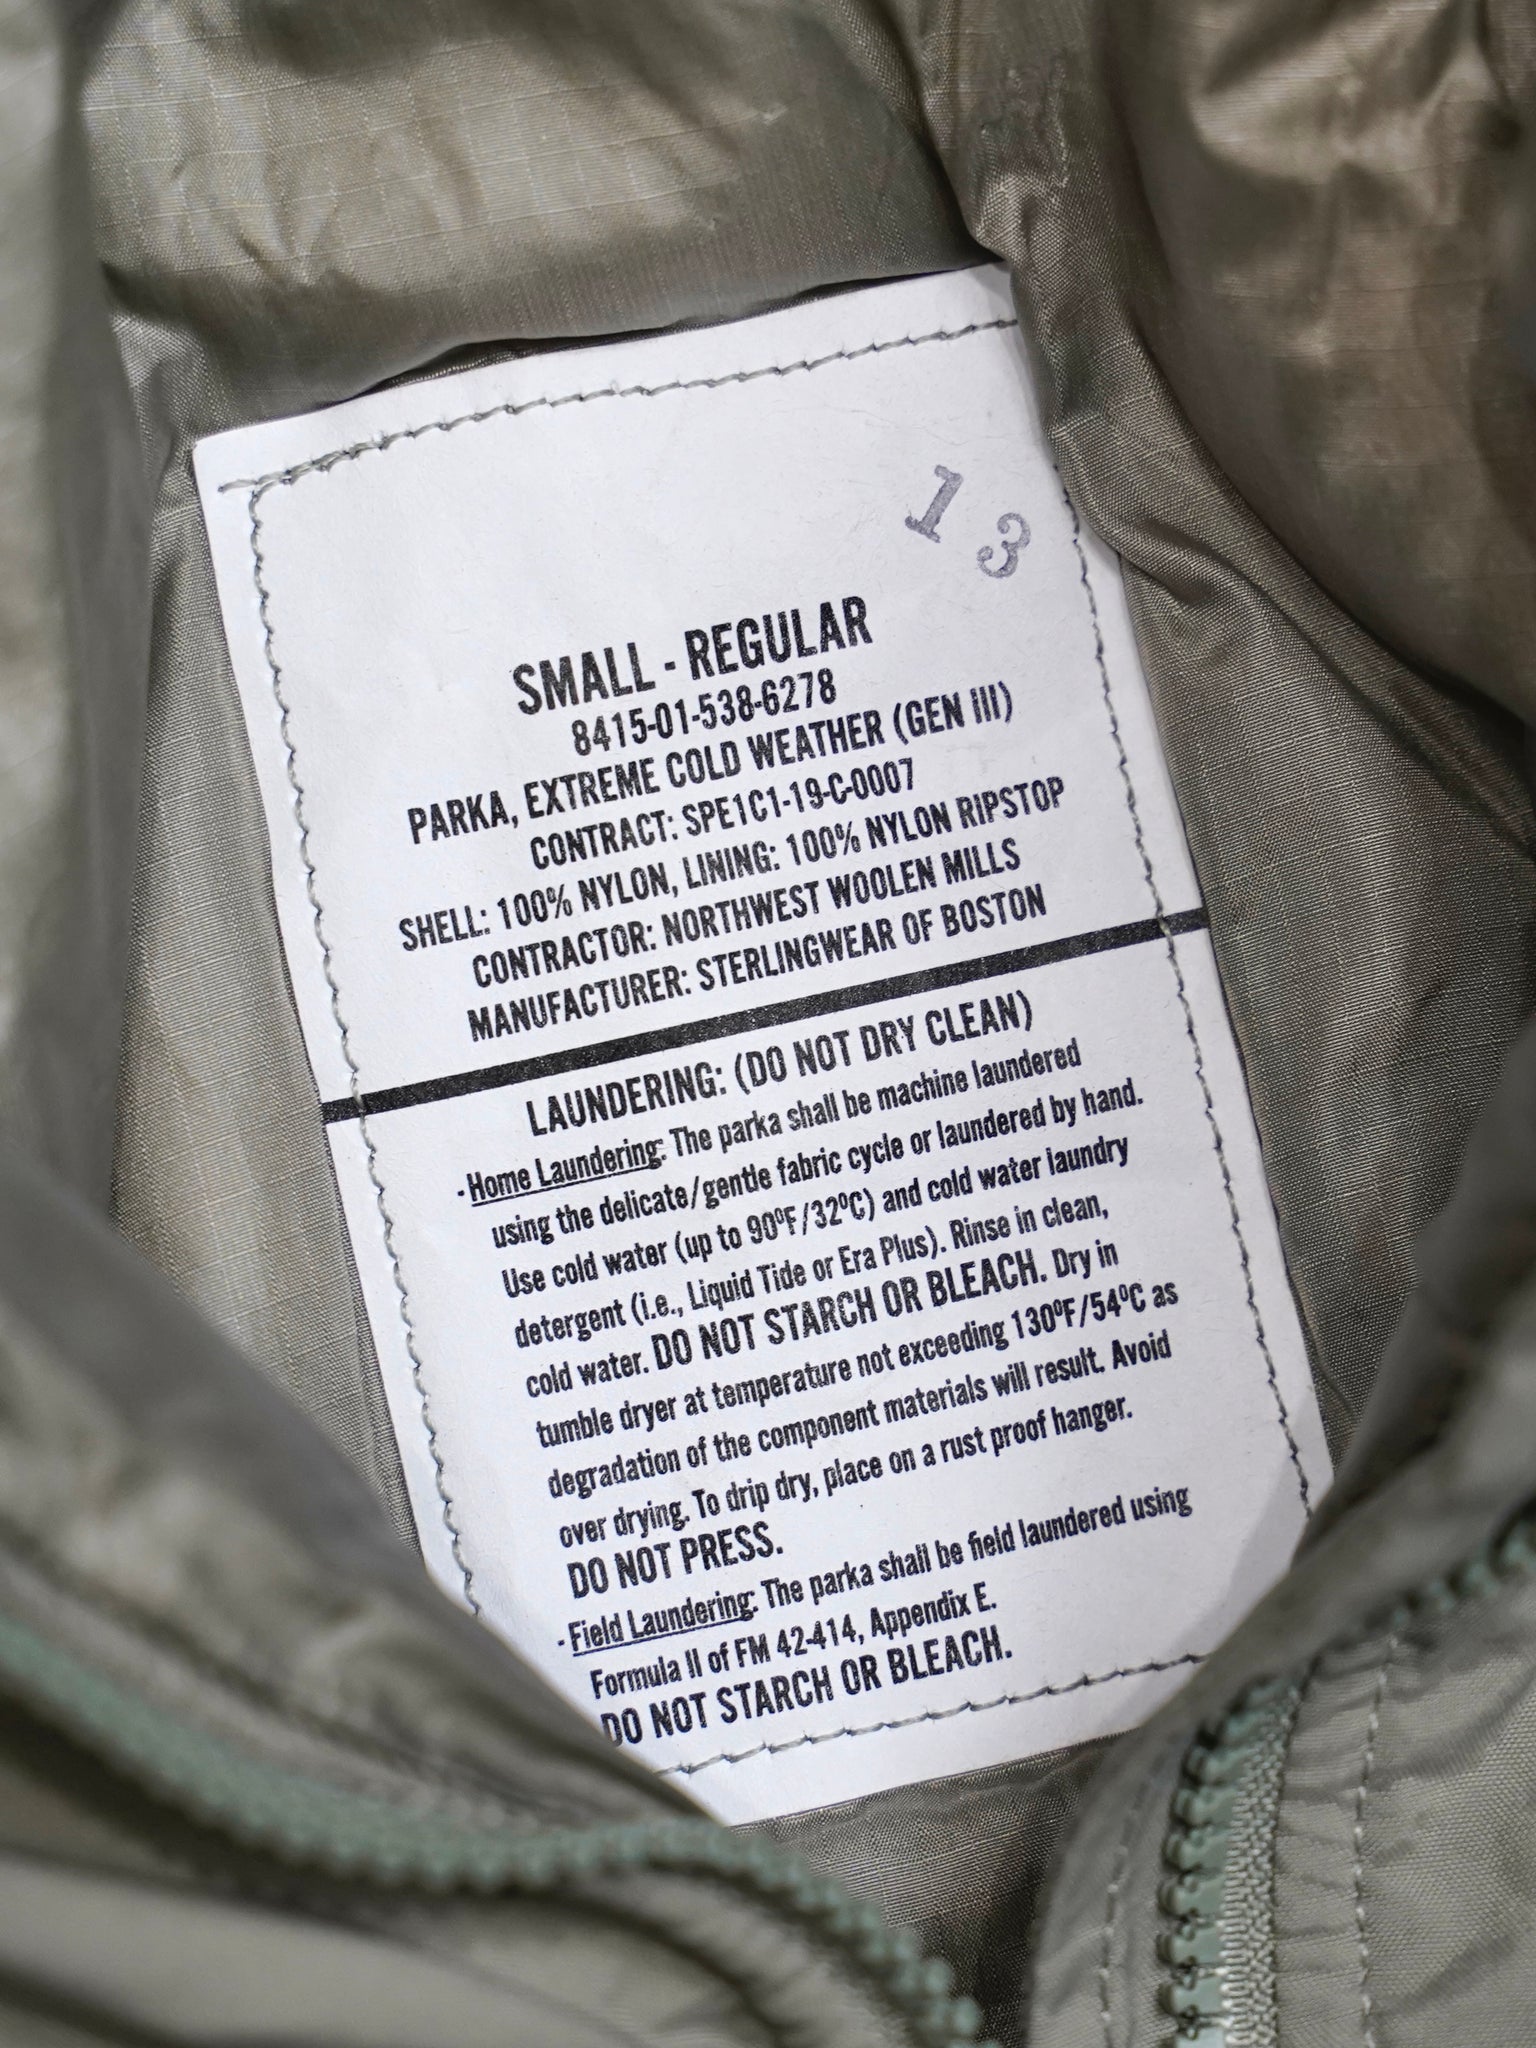 1 3
SMALL - REGULAR
8415-01-538-6278
PARKA, EXTREME COLD WEATHER (GEN III)
CONTRACT: SPE1C1-19-C-0007
SHELL: 100% NYLON, LINING: 100% NYLON RIPSTOP
CONTRACTOR: NORTHWEST WOOLEN MILLS
MANUFACTURER: STERLINGWEAR OF BOSTON
LAUNDERING: (DO NOT DRY CLEAN)
- Home Laundering: The parka shall be machine laundered
using the delicate/gentle fabric cycle or laundered by hand.
Use cold water (up to 90ºF/32ºC) and cold water laundry
detergent (i.e., Liquid Tide or Era Plus). Rinse in clean,
cold water. DO NOT STARCH OR BLEACH. Dry in
tumble dryer at temperature not exceeding 130ºF/54ºC as
degradation of the component materials will result. Avoid
over drying. To drip dry, place on a rust proof hanger.
DO NOT PRESS.
- Field Laundering: The parka shall be field laundered using
Formula II of FM 42-414, Appendix E.
DO NOT STARCH OR BLEACH.